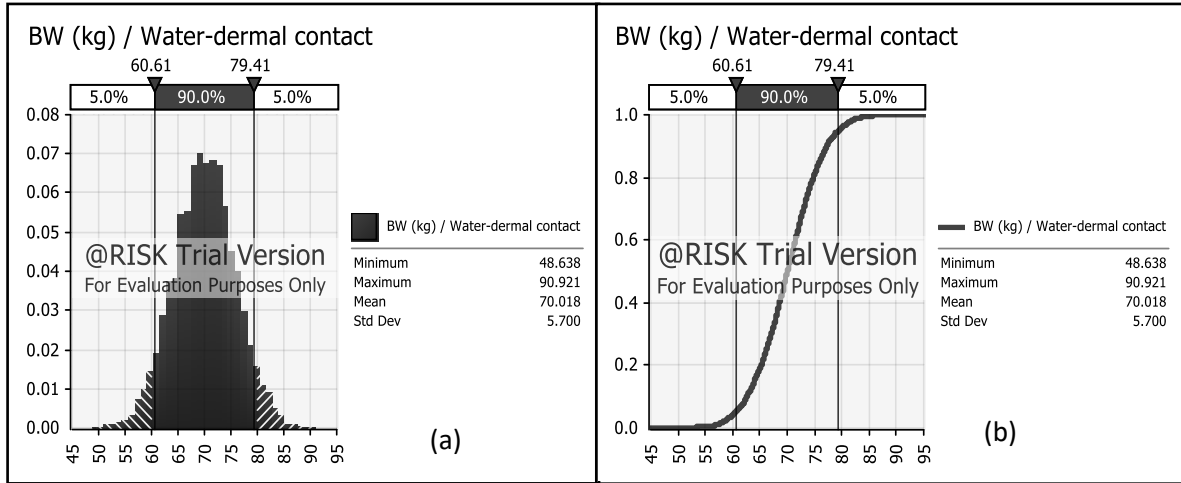 BW (kg) / Water-dermal contact
60.61 79.41
5.0% 90.0% 5.0%
0.08
0.07
0.06
0.05
0.04
0.03
0.02
0.01
0.00
45 50 55 60 65 70 75 80 85 90 95
@RISK Trial Version
For Evaluation Purposes Only
BW (kg) / Water-dermal contact
Minimum 48.638
Maximum 90.921
Mean 70.018
Std Dev 5.700
(a)
BW (kg) / Water-dermal contact
60.61 79.41
5.0% 90.0% 5.0%
1.0
0.8
0.6
0.4
0.2
0.0
45 50 55 60 65 70 75 80 85 90 95
@RISK Trial Version
For Evaluation Purposes Only
BW (kg) / Water-dermal contact
Minimum 48.638
Maximum 90.921
Mean 70.018
Std Dev 5.700
(b)